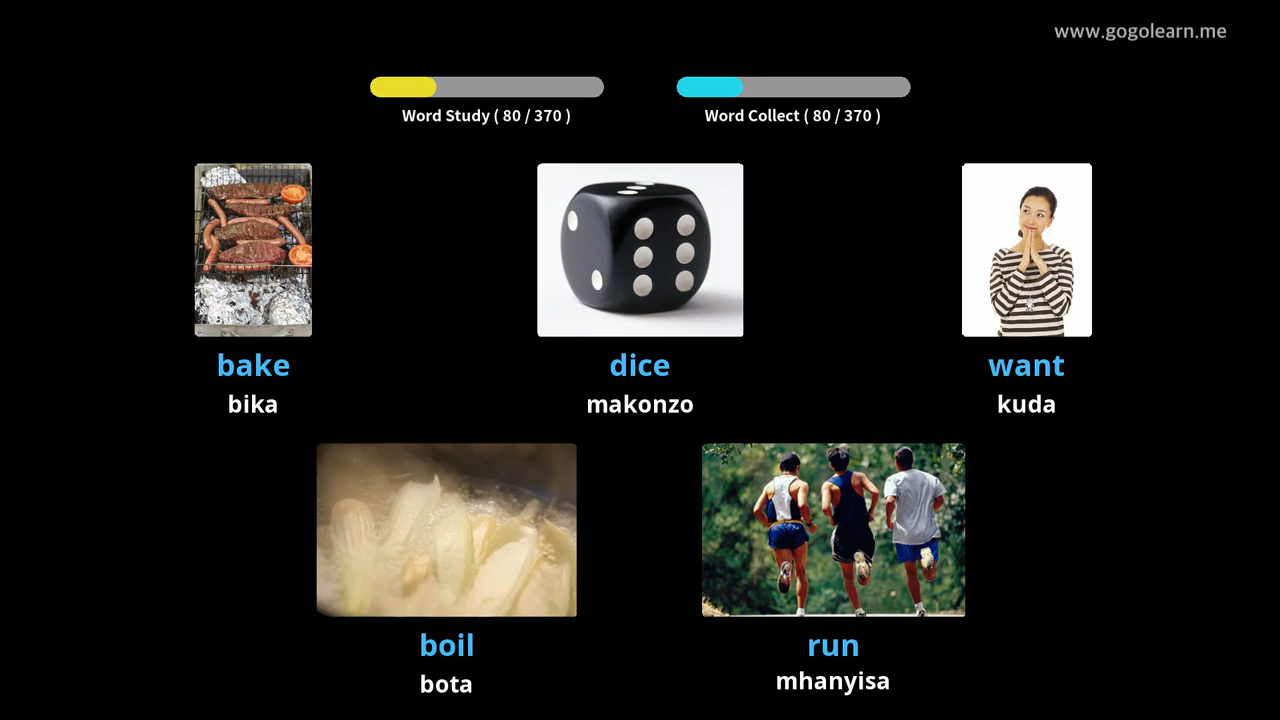 www.gogolearn.me
Word Study ( 80 / 370 )
Word Collect ( 80 / 370 )
bake
bika
dice
makonzo
want
kuda
boil
bota
run
mhanyisa